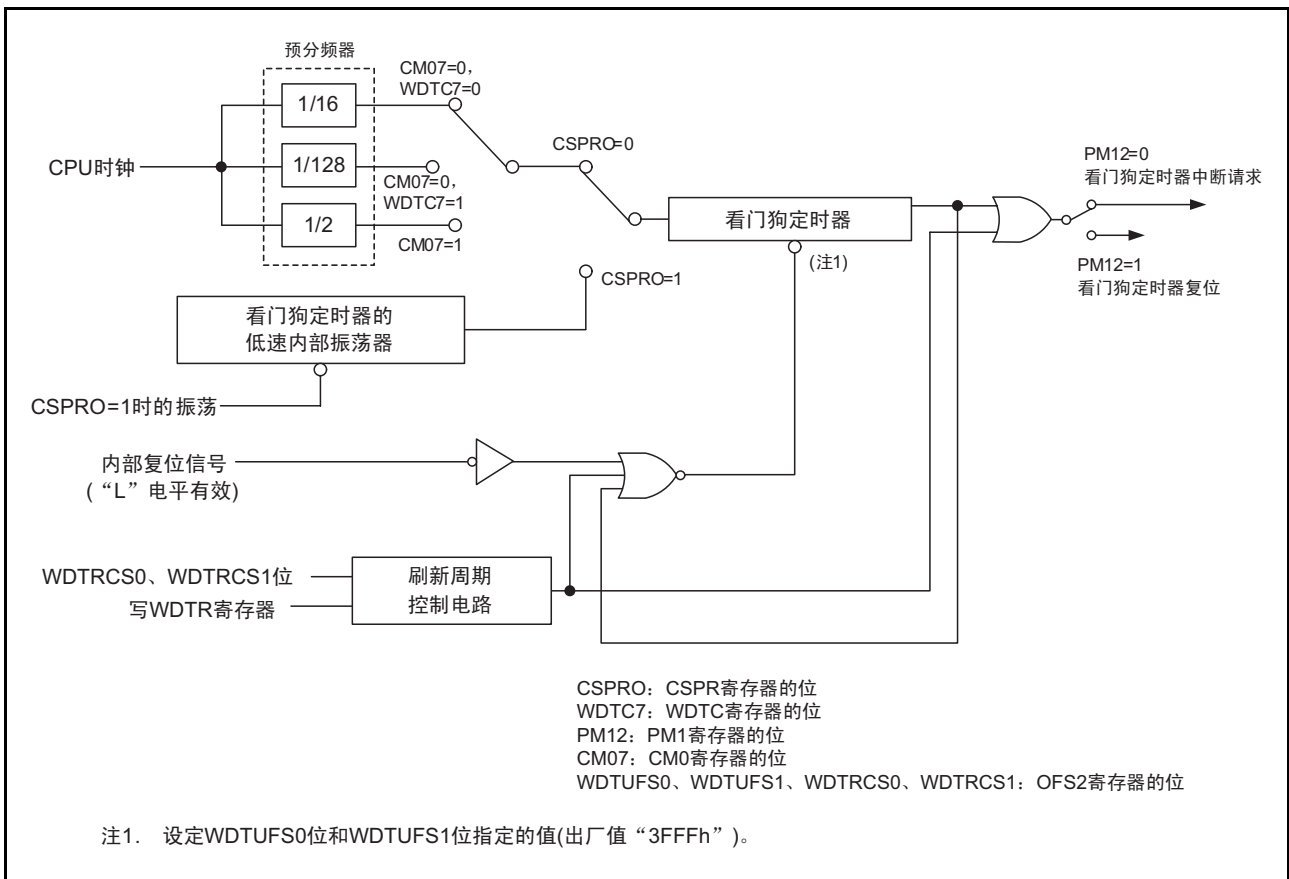 预分频器
CM07=0，
WDTC7=0
1/16
CSPRO=0
CPU时钟
1/128
CM07=0，
WDTC7=1
1/2
CM07=1
PM12=0
看门狗定时器中断请求
看门狗定时器
(注1)
PM12=1
看门狗定时器复位
CSPRO=1
看门狗定时器的
低速内部振荡器
CSPRO=1时的振荡
内部复位信号
(“L”电平有效)
WDTRCS0、WDTRCS1位
写WDTR寄存器
刷新周期
控制电路
CSPRO：CSPR寄存器的位
WDTC7：WDTC寄存器的位
PM12：PM1寄存器的位
CM07：CM0寄存器的位
WDTUFS0、WDTUFS1、WDTRCS0、WDTRCS1：OFS2寄存器的位
注1. 设定WDTUFS0位和WDTUFS1位指定的值(出厂值“3FFFh”)。